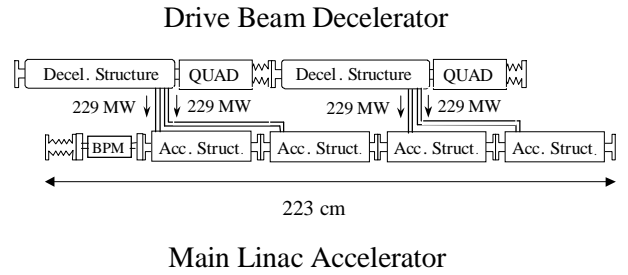 Drive Beam Decelerator
Decel. Structure QUAD Decel. Structure QUAD
229 MW 229 MW 229 MW 229 MW
BPM Acc. Struct. Acc. Struct. Acc. Struct. Acc. Struct.
223 cm
Main Linac Accelerator